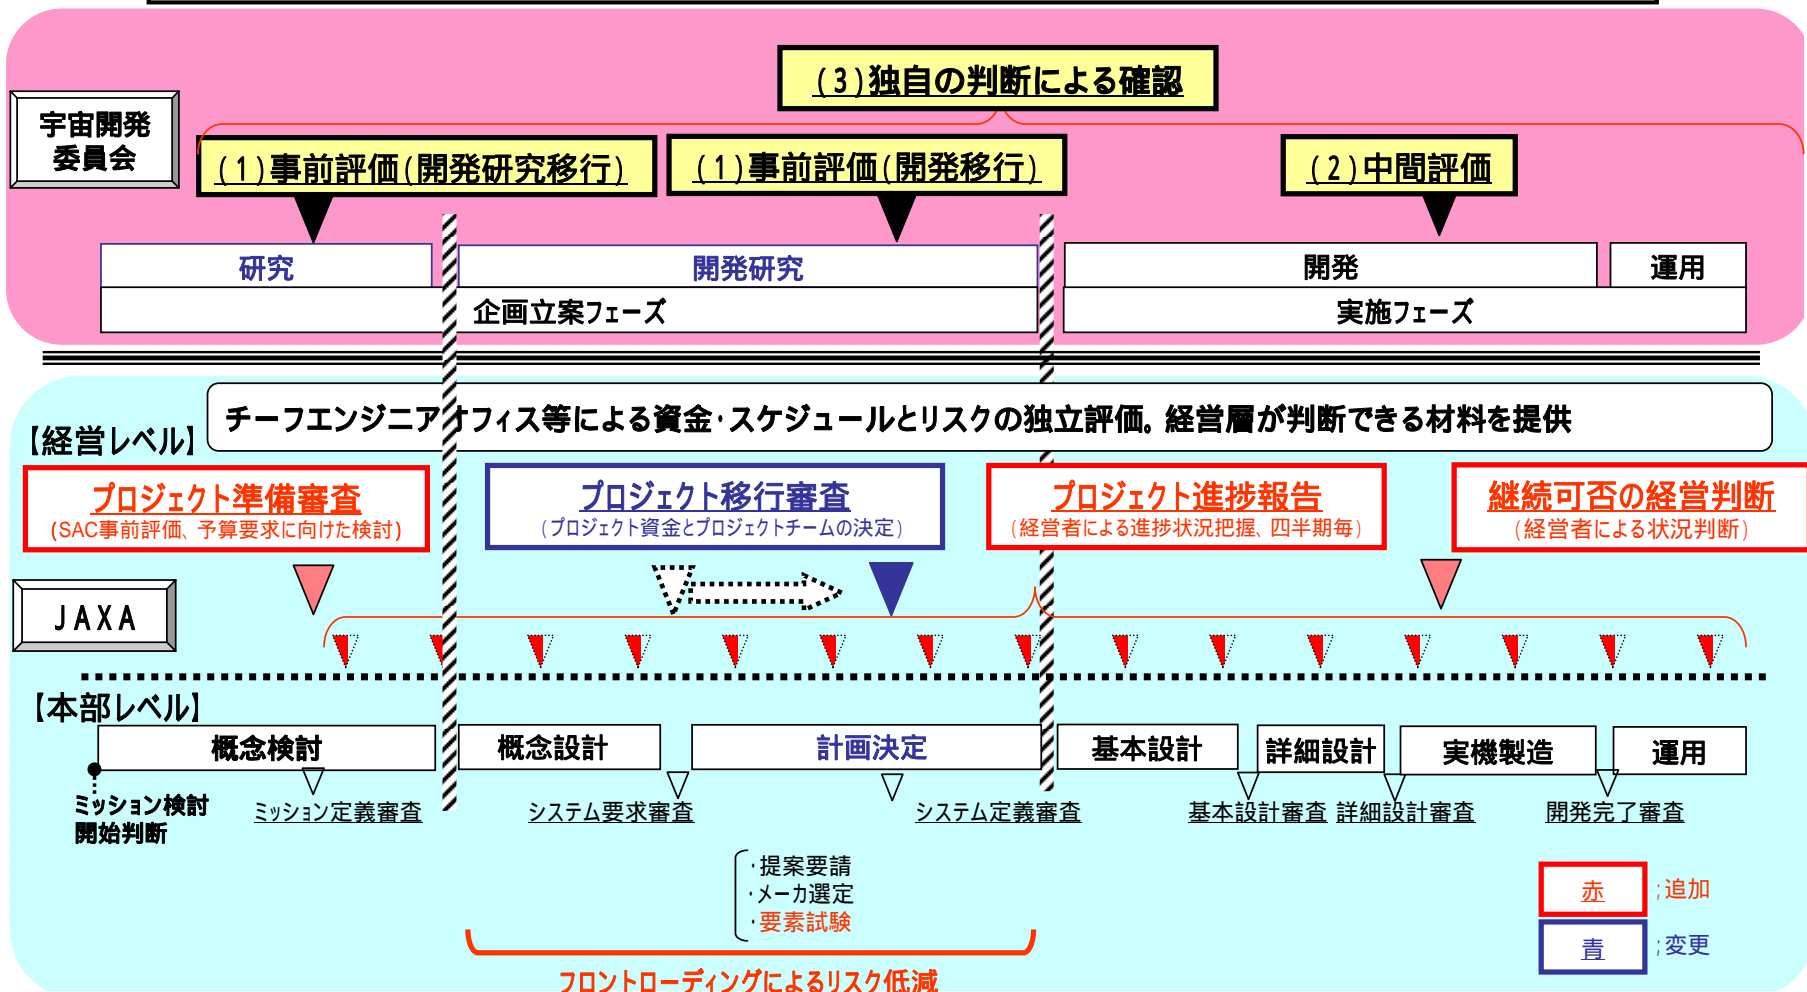 (3)独自の判断による確認
宇宙開発
委員会
(1)事前評価(開発研究移行)
(1)事前評価(開発移行)
(2)中間評価
研究
開発研究
開発
運用
企画立案フェーズ
実施フェーズ
チーフエンジニアオフィス等による資金・スケジュールとリスクの独立評価。経営層が判断できる材料を提供
【経営レベル】
プロジェクト準備審査
(SAC事前評価、予算要求に向けた検討)
プロジェクト移行審査
(プロジェクト資金とプロジェクトチームの決定)
プロジェクト進捗報告
(経営者による進捗状況把握、四半期毎)
継続可否の経営判断
(経営者による状況判断)
JAXA
【本部レベル】
概念検討
概念設計
計画決定
基本設計
詳細設計
実機製造
運用
ミッション検討
開始判断
ミッション定義審査
システム要求審査
システム定義審査
基本設計審査
詳細設計審査
開発完了審査
・提案要請
・メーカ選定
・要素試験
フロントローディングによるリスク低減
赤 ;追加
青 ;変更